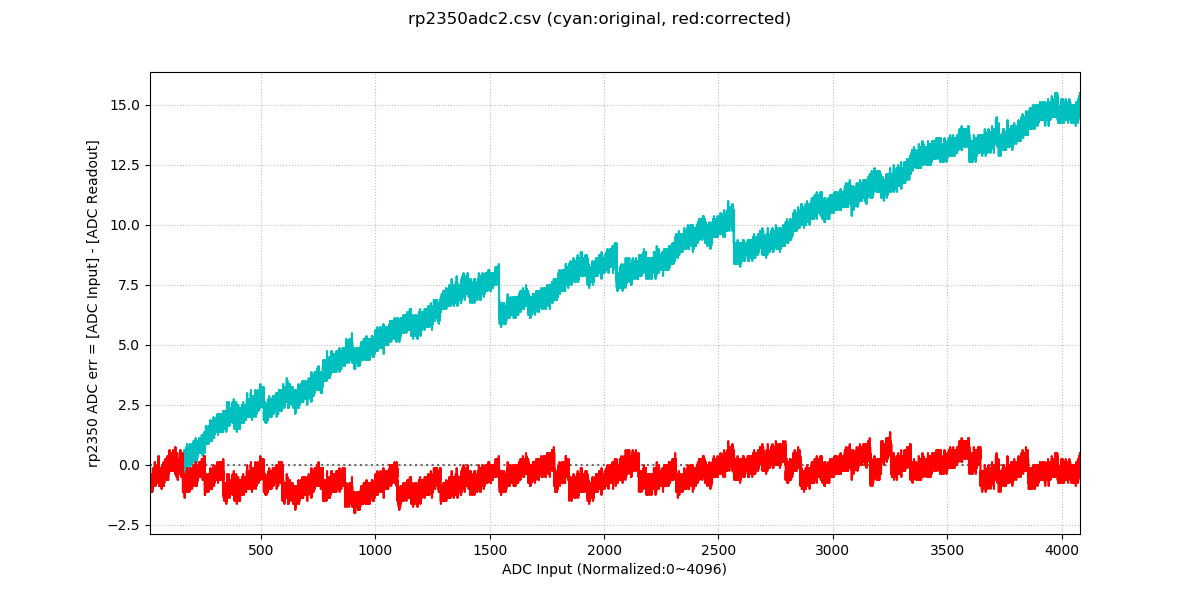 rp2350adc2.csv (cyan:original, red:corrected)
rp2350 ADC err = [ADC Input] - [ADC Readout]
15.0
12.5
10.0
7.5
5.0
2.5
0.0
−2.5
500 1000 1500 2000 2500 3000 3500 4000
ADC Input (Normalized:0~4096)